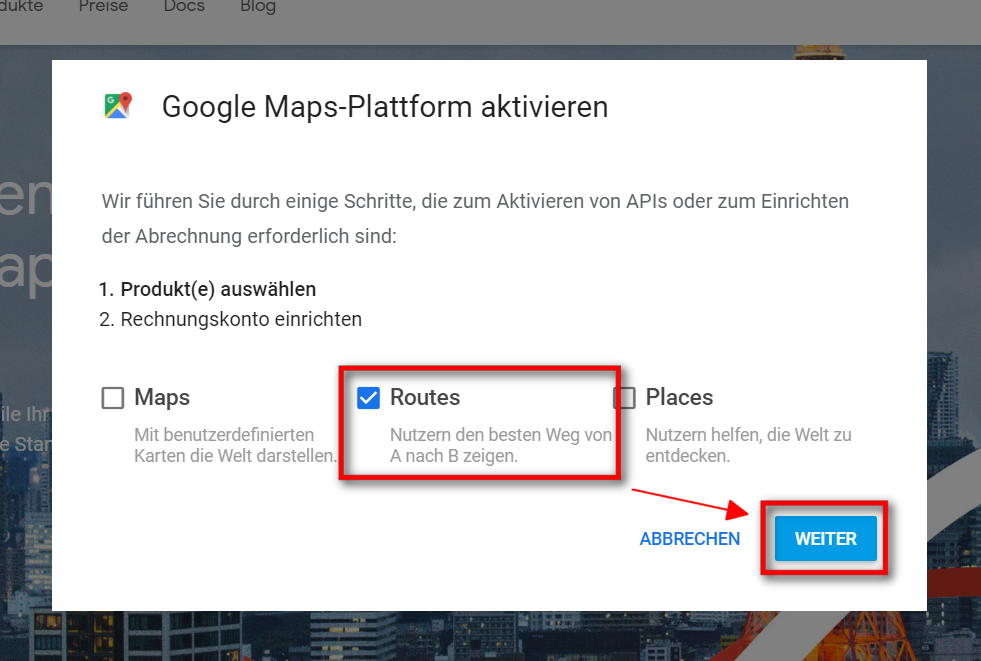 Preise Docs Blog
Google Maps-Plattform aktivieren
Wir führen Sie durch einige Schritte, die zum Aktivieren von APIs oder zum Einrichten
der Abrechnung erforderlich sind:
1. Produkt(e) auswählen
2. Rechnungskonto einrichten
Maps
Mit benutzerdefinierten
Karten die Welt darstellen.
Routes
Nutzern den besten Weg von
A nach B zeigen.
Places
Nutzern helfen, die Welt zu
entdecken.
ABBRECHEN
WEITER